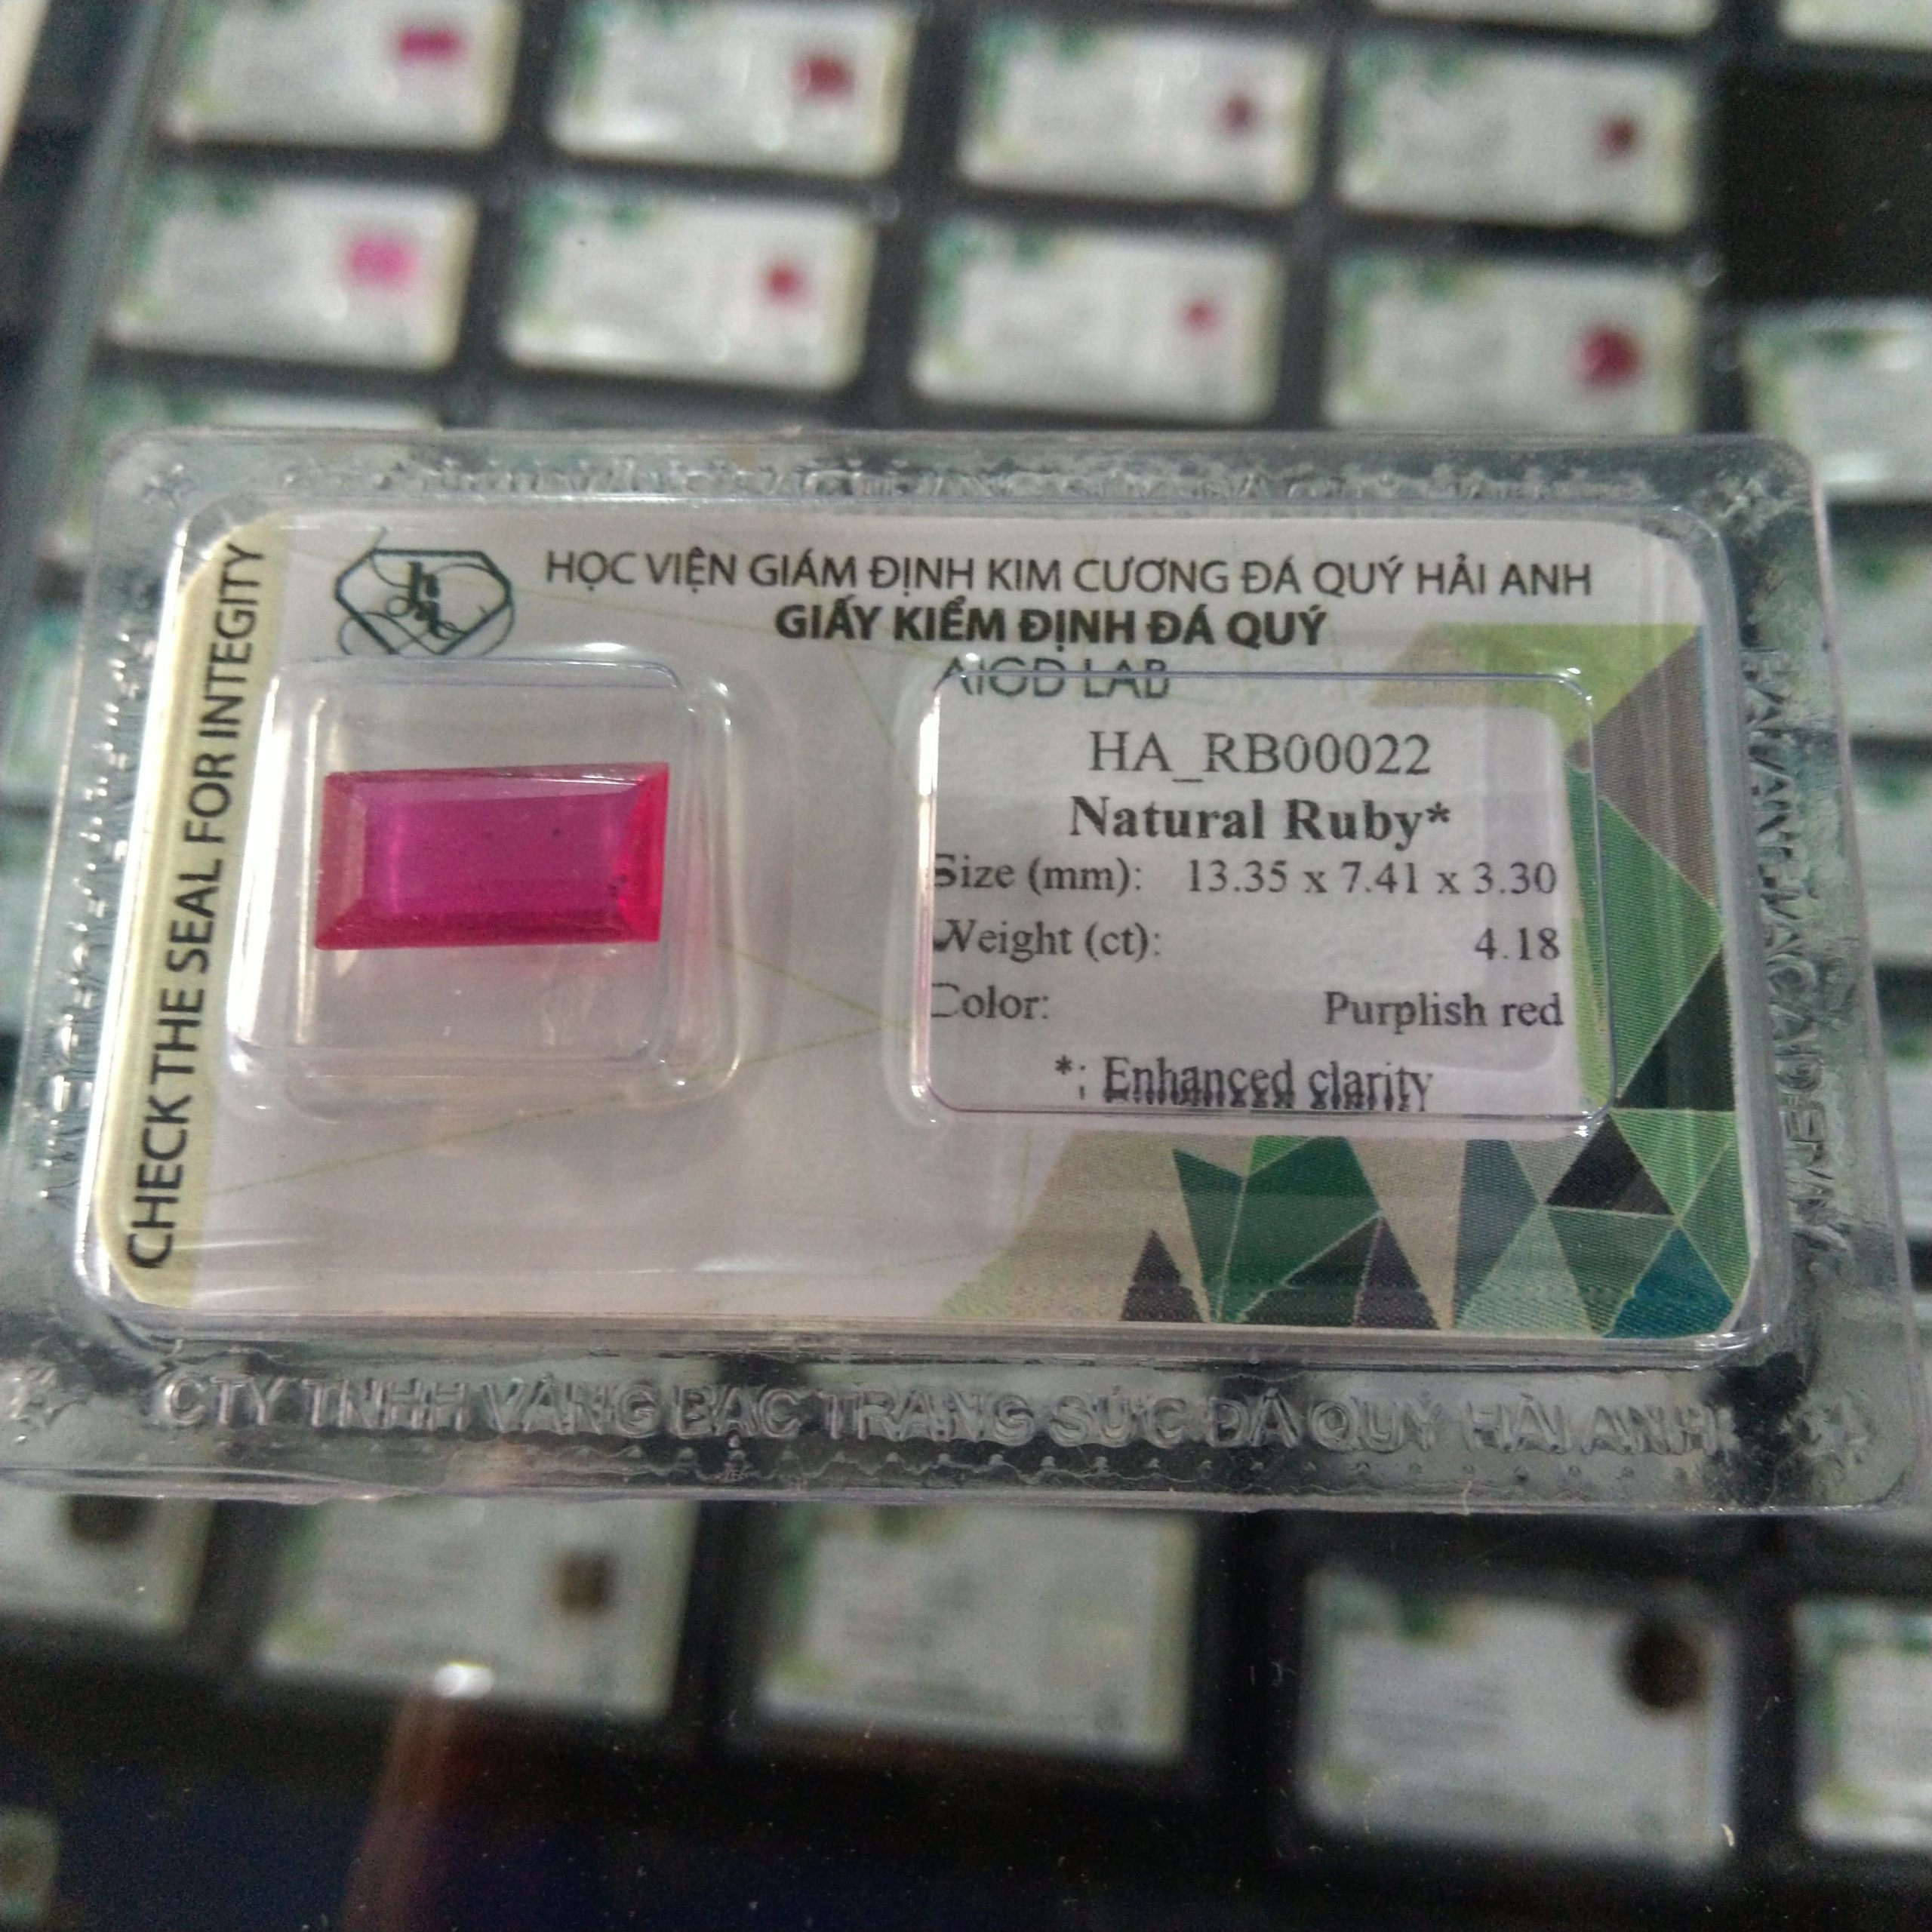 CHECK THE SEAL FOR INTEGITY
HỌC VIỆN GIÁM ĐỊNH KIM CƯƠNG ĐÁ QUÝ HẢI ANH
GIẤY KIỂM ĐỊNH ĐÁ QUÝ
AIGD LAB
HA_RB00022
Natural Ruby*
Size (mm): 13.35 x 7.41 x 3.30
Weight (ct): 4.18
Color: Purplish red
*: Enhanced clarity
CTY TNHH VÀNG BẠC TRANG SỨC ĐÁ QUÝ HẢI ANH